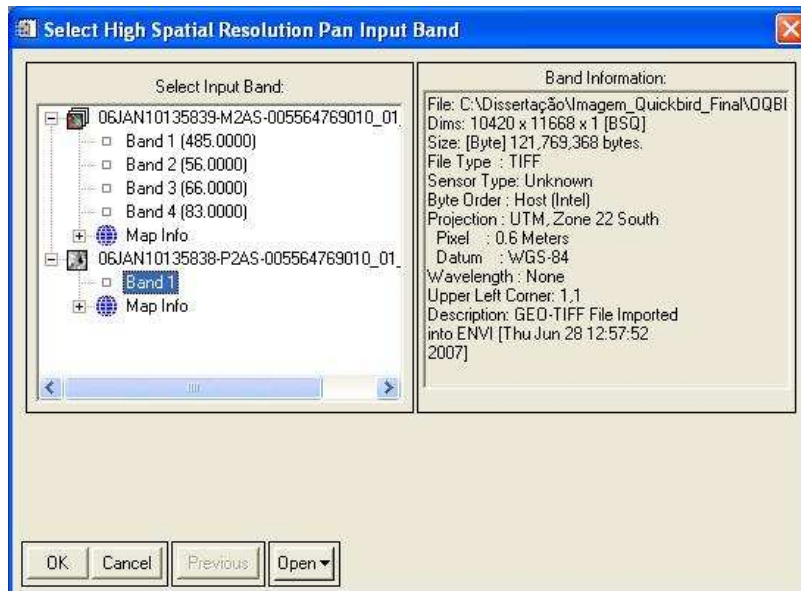 Select High Spatial Resolution Pan Input Band
Select Input Band:
06JAN10135839-M2AS-005564769010_01
Band 1 (485.0000)
Band 2 (56.0000)
Band 3 (66.0000)
Band 4 (83.0000)
Map Info
06JAN10135838-P2AS-005564769010_01
Band 1
Map Info
Band Information:
File: C:\Dissertação\Imagem_Quickbird_Final\OQBI
Dims: 10420 x 11668 x 1 [BSQ]
Size: [Byte] 121,769,368 bytes.
File Type : TIFF
Sensor Type: Unknown
Byte Order : Host (Intel)
Projection : UTM, Zone 22 South
Pixel : 0.6 Meters
Datum : WGS-84
Wavelength : None
Upper Left Corner: 1,1
Description: GEO-TIFF File Imported
into ENVI [Thu Jun 28 12:57:52
2007]
OK
Cancel
Previous
Open